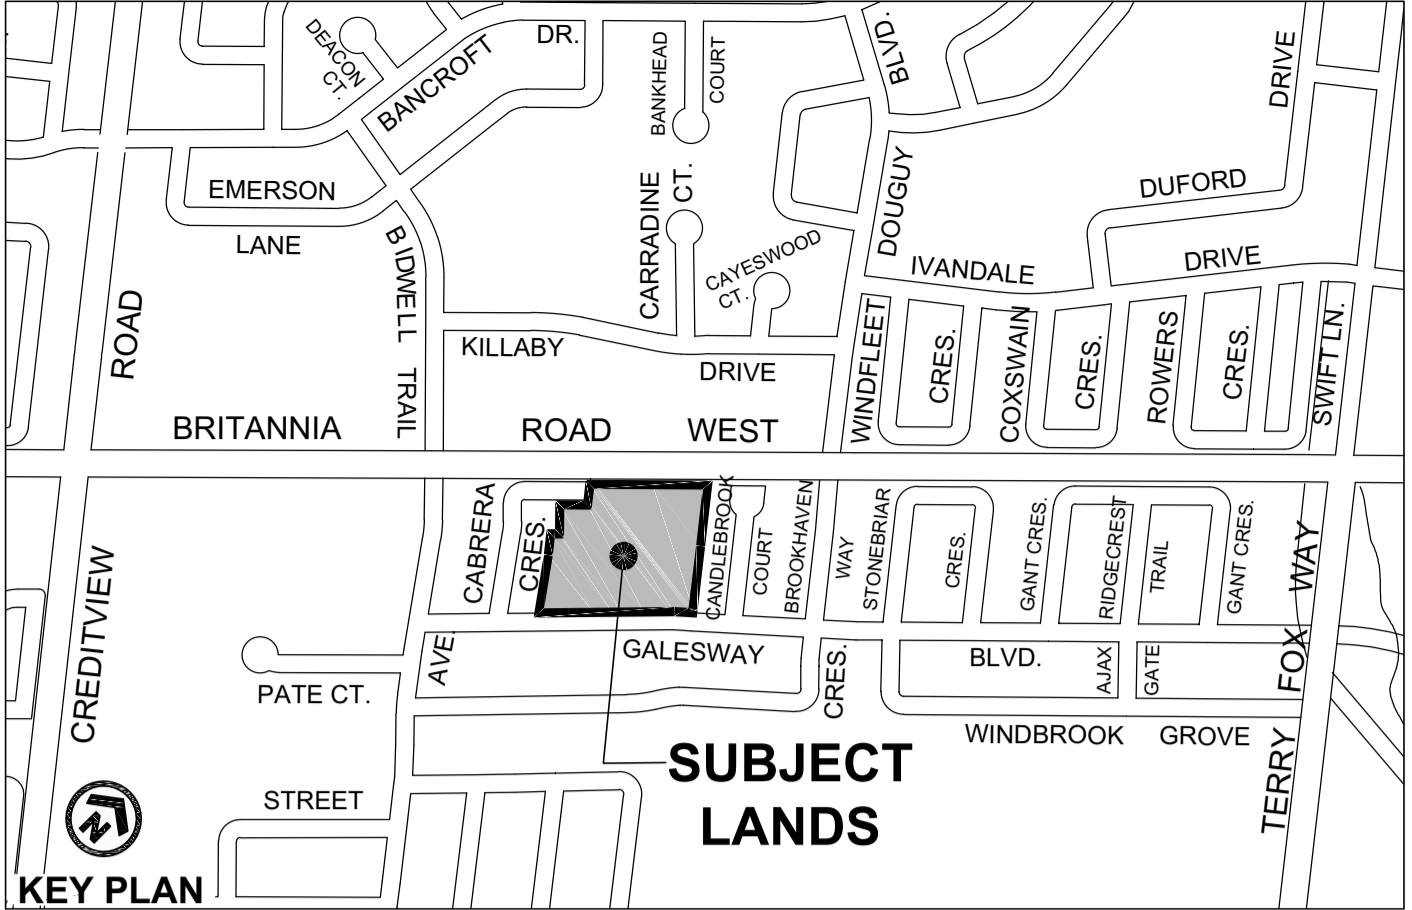 DEACON
CT.
BANCROFT
DR.
BANKHEAD
COURT
BLVD.
DRIVE
EMERSON
LANE
CARRADINE
CT.
DOUGUY
DUFORD
BIDWELL TRAIL
CAYESWOOD
CT.
IVANDALE
DRIVE
ROAD
KILLABY
DRIVE
WINDFLEET
CRES.
COXSWAIN
CRES.
ROWERS
CRES.
SWIFT LN.
BRITANNIA ROAD WEST
CABRERA
CRES.
CANDLEBROOK
COURT
BROOKHAVEN
WAY
STONEBRIAR
CRES.
GANT CRES.
RIDGECREST
TRAIL
GANT CRES.
CREDITVIEW
AVE.
GALESWAY
CRES.
BLVD.
AJAX
GATE
TERRY FOX WAY
PATE CT.
WINDBROOK GROVE
SUBJECT
LANDS
STREET
N
KEY PLAN